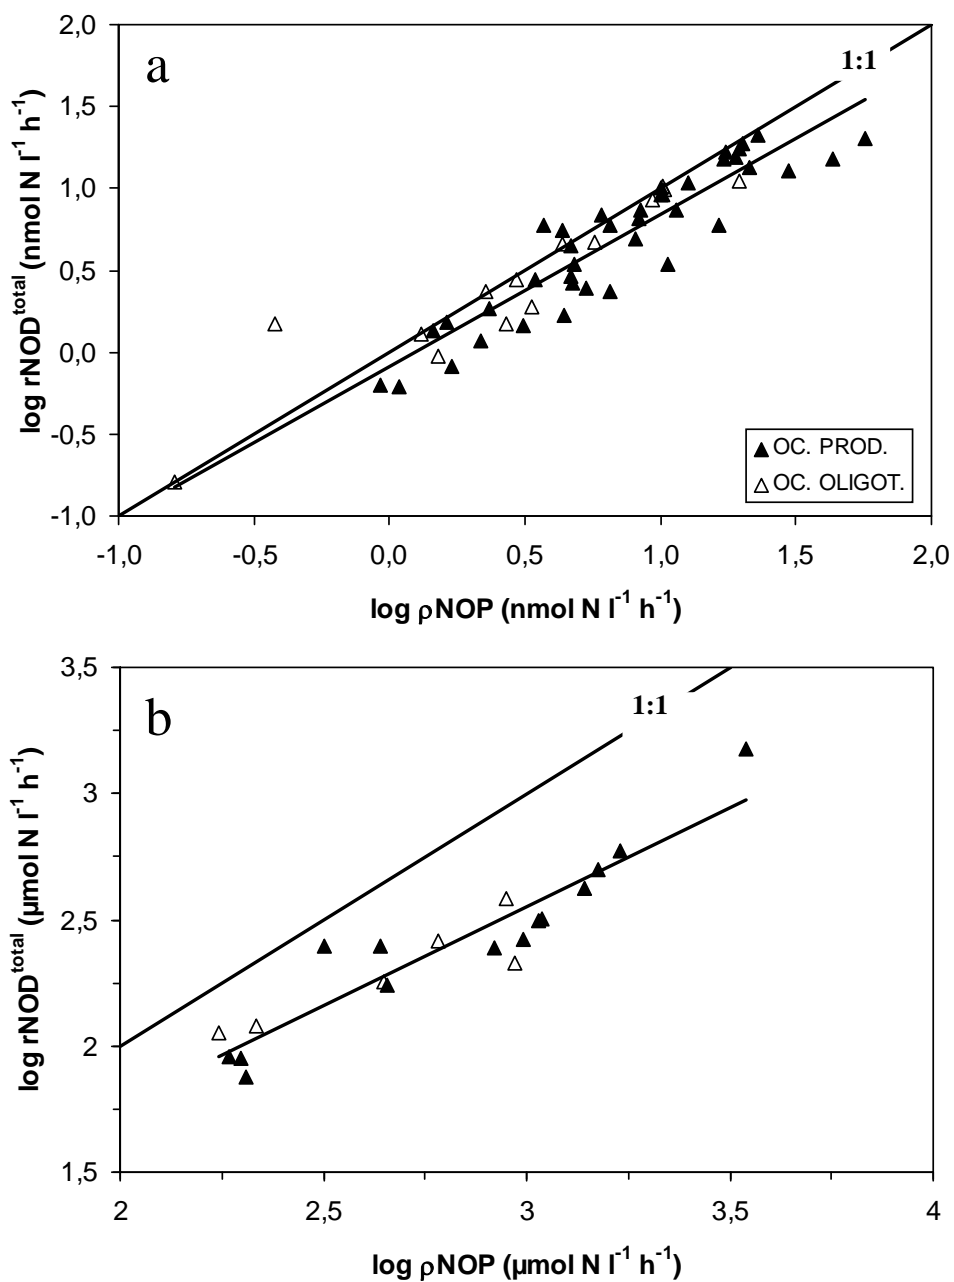 a
1:1
2,0
1,5
1,0
0,5
0,0
-0,5
-1,0
log rNOD^total (nmol N l^-1 h^-1)
OC. PROD.
OC. OLIGOT.
-1,0 -0,5 0,0 0,5 1,0 1,5 2,0
log ρNOP (nmol N l^-1 h^-1)
b
1:1
3,5
3
2,5
2
1,5
log rNOD^total (µmol N l^-1 h^-1)
2 2,5 3 3,5 4
log ρNOP (µmol N l^-1 h^-1)